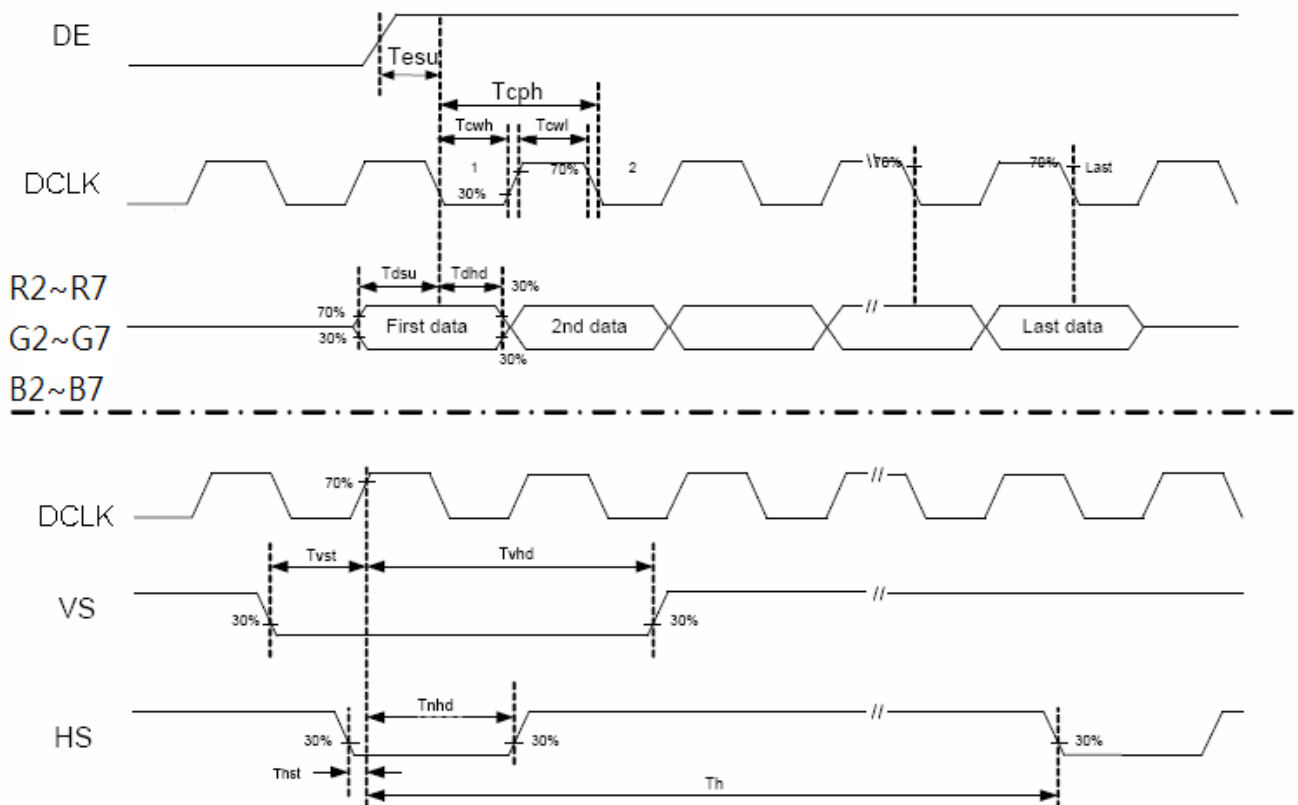 DE
Tesu
Tcph
Tcwh
Tcwl
DCLK
1
70%
2
30%
\\
70%
70%
Last
R2~R7
Tdsu
Tdhd
30%
70%
First data
2nd data
//
Last data
G2~G7
30%
30%
B2~B7
70%
//
DCLK
Tvst
Tvhd
//
VS
30%
30%
Tnhd
//
HS
30%
30%
30%
Thst
Th